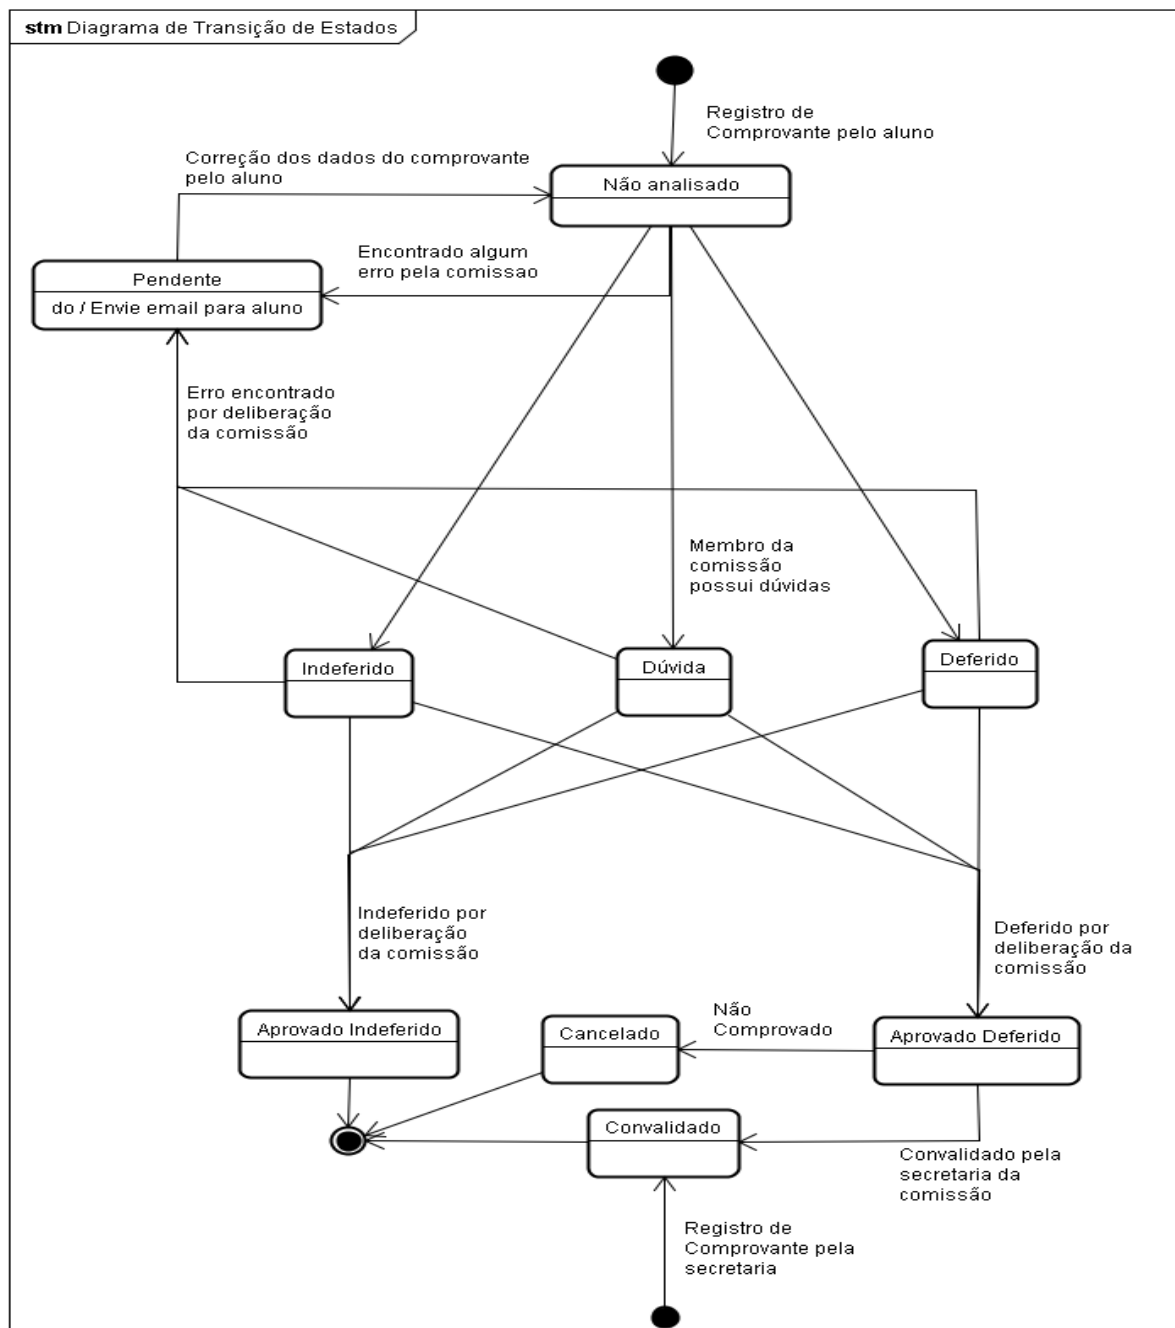 stm Diagrama de Transição de Estados
Registro de
Comprovante pelo aluno
Correção dos dados do comprovante
pelo aluno
Não analisado
Encontrado algum
erro pela comissao
Pendente
do / Envie email para aluno
Erro encontrado
por deliberação
da comissão
Membro da
comissão
possui dúvidas
Indeferido
Dúvida
Deferido
Indeferido por
deliberação
da comissão
Deferido por
deliberação da
comissão
Não
Comprovado
Aprovado Indeferido
Cancelado
Aprovado Deferido
Convalidado
Convalidado pela
secretaria da
comissão
Registro de
Comprovante pela
secretaria